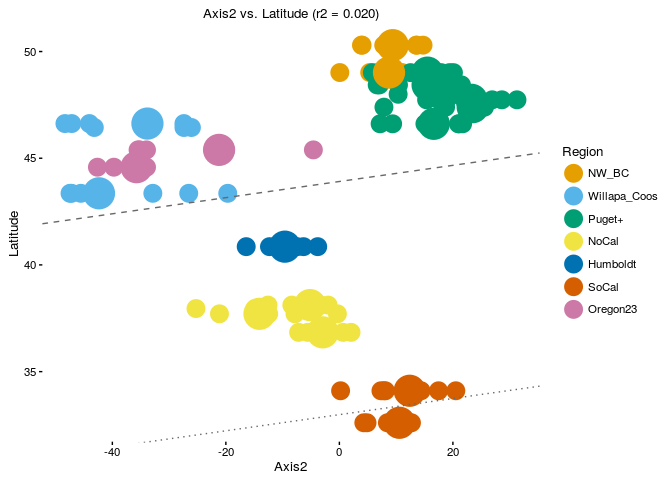 Axis2 vs. Latitude (r2 = 0.020)
50
45
40
35
Latitude
-40
-20
0
20
Axis2
Region
NW_BC
Willapa_Coos
Puget+
NoCal
Humboldt
SoCal
Oregon23